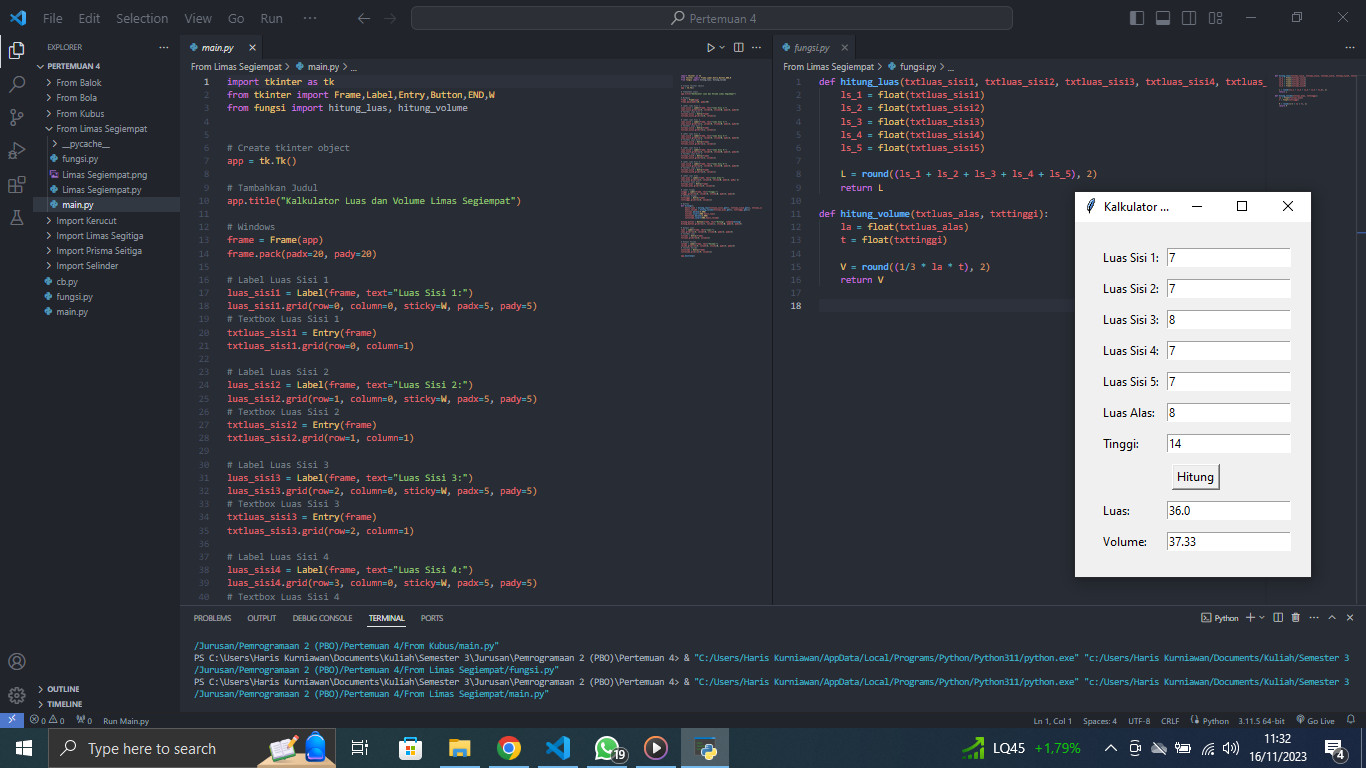 File Edit Selection View Go Run ··· Pertemuan 4
EXPLORER ···
PERTEMUAN 4
From Balok
From Bola
From Kubus
From Limas Segiempat
__pycache__
fungsi.py
Limas Segiempat.png
Limas Segiempat.py
main.py
Import Kerucut
Import Limas Segitiga
Import Prisma Seitiga
Import Selinder
cb.py
fungsi.py
main.py
OUTLINE
TIMELINE
main.py
From Limas Segiempat > main.py > ...
1 import tkinter as tk
2 from tkinter import Frame,Label,Entry,Button,END,W
3 from fungsi import hitung_luas, hitung_volume
4
5
6 # Create tkinter object
7 app = tk.Tk()
8
9 # Tambahkan Judul
10 app.title("Kalkulator Luas dan Volume Limas Segiempat")
11
12 # Windows
13 frame = Frame(app)
14 frame.pack(padx=20, pady=20)
15
16 # Label Luas Sisi 1
17 luas_sisi1 = Label(frame, text="Luas Sisi 1:")
18 luas_sisi1.grid(row=0, column=0, sticky=W, padx=5, pady=5)
19 # Textbox Luas Sisi 1
20 txtluas_sisi1 = Entry(frame)
21 txtluas_sisi1.grid(row=0, column=1)
22
23 # Label Luas Sisi 2
24 luas_sisi2 = Label(frame, text="Luas Sisi 2:")
25 luas_sisi2.grid(row=1, column=0, sticky=W, padx=5, pady=5)
26 # Textbox Luas Sisi 2
27 txtluas_sisi2 = Entry(frame)
28 txtluas_sisi2.grid(row=1, column=1)
29
30 # Label Luas Sisi 3
31 luas_sisi3 = Label(frame, text="Luas Sisi 3:")
32 luas_sisi3.grid(row=2, column=0, sticky=W, padx=5, pady=5)
33 # Textbox Luas Sisi 3
34 txtluas_sisi3 = Entry(frame)
35 txtluas_sisi3.grid(row=2, column=1)
36
37 # Label Luas Sisi 4
38 luas_sisi4 = Label(frame, text="Luas Sisi 4:")
39 luas_sisi4.grid(row=3, column=0, sticky=W, padx=5, pady=5)
40 # Textbox Luas Sisi 4
fungsi.py
From Limas Segiempat > fungsi.py > ...
1 def hitung_luas(txtluas_sisi1, txtluas_sisi2, txtluas_sisi3, txtluas_sisi4, txtluas_
2 ls_1 = float(txtluas_sisi1)
3 ls_2 = float(txtluas_sisi2)
4 ls_3 = float(txtluas_sisi3)
5 ls_4 = float(txtluas_sisi4)
6 ls_5 = float(txtluas_sisi5)
7
8 L = round((ls_1 + ls_2 + ls_3 + ls_4 + ls_5), 2)
9 return L
10
11 def hitung_volume(txtluas_alas, txttinggi):
12 la = float(txtluas_alas)
13 t = float(txttinggi)
14
15 V = round((1/3 * la * t), 2)
16 return V
17
18
Kalkulator ...
Luas Sisi 1: 7
Luas Sisi 2: 7
Luas Sisi 3: 8
Luas Sisi 4: 7
Luas Sisi 5: 7
Luas Alas: 8
Tinggi: 14
Hitung
Luas: 36.0
Volume: 37.33
PROBLEMS OUTPUT DEBUG CONSOLE TERMINAL PORTS Python
/Jurusan/Pemrogramaan 2 (PBO)/Pertemuan 4/From Kubus/main.py"
PS C:\Users\Haris Kurniawan\Documents\Kuliah\Semester 3\Jurusan\Pemrogramaan 2 (PBO)\Pertemuan 4> & "C:/Users/Haris Kurniawan/AppData/Local/Programs/Python/Python311/python.exe" "c:/Users/Haris Kurniawan/Documents/Kuliah/Semester 3
/Jurusan/Pemrogramaan 2 (PBO)/Pertemuan 4/From Limas Segiempat/fungsi.py"
PS C:\Users\Haris Kurniawan\Documents\Kuliah\Semester 3\Jurusan\Pemrogramaan 2 (PBO)\Pertemuan 4> & "C:/Users/Haris Kurniawan/AppData/Local/Programs/Python/Python311/python.exe" "c:/Users/Haris Kurniawan/Documents/Kuliah/Semester 3
/Jurusan/Pemrogramaan 2 (PBO)/Pertemuan 4/From Limas Segiempat/main.py"
0 0 0 Run Main.py Ln 1, Col 1 Spaces: 4 UTF-8 CRLF Python 3.11.5 64-bit Go Live
Type here to search 19 LQ45 +1,79% 11:32
16/11/2023 4